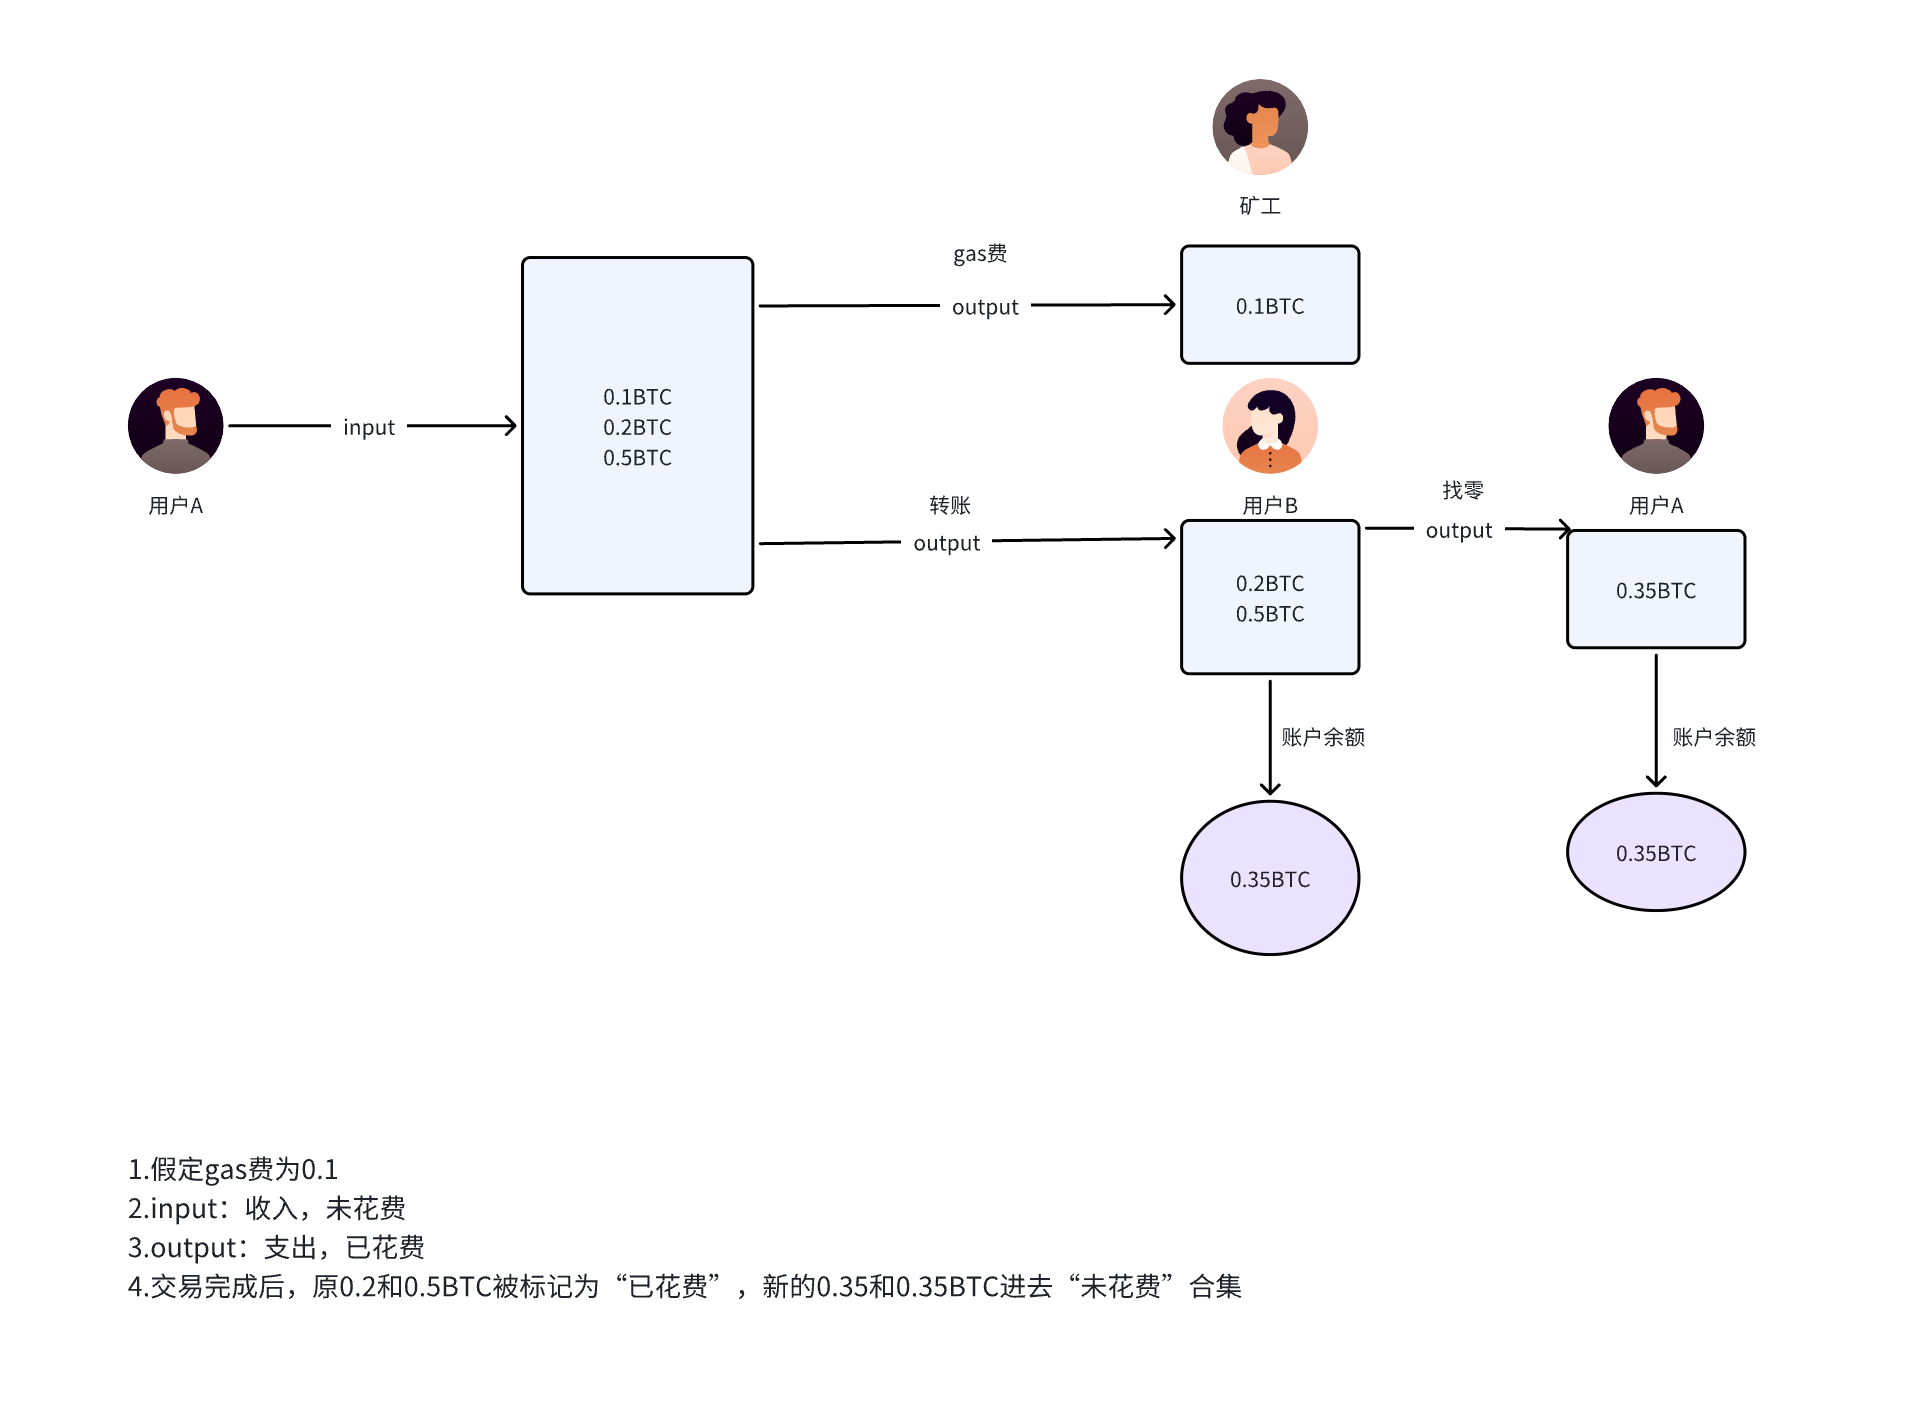 矿工
gas费
output
0.1BTC
用户A
input
0.1BTC
0.2BTC
0.5BTC
转账
output
用户B
0.2BTC
0.5BTC
找零
output
用户A
0.35BTC
账户余额
账户余额
0.35BTC
0.35BTC
1.假定gas费为0.1
2.input：收入，未花费
3.output：支出，已花费
4.交易完成后，原0.2和0.5BTC被标记为“已花费”，新的0.35和0.35BTC进去“未花费”合集